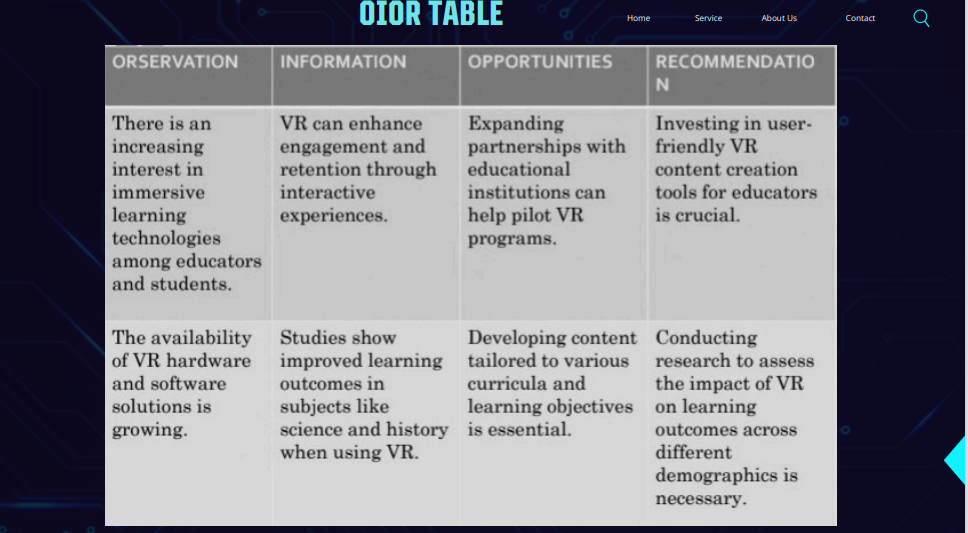 OIOR TABLE
Home Service About Us Contact
ORSERVATION
INFORMATION
OPPORTUNITIES
RECOMMENDATIO
N
There is an
increasing
interest in
immersive
learning
technologies
among educators
and students.
VR can enhance
engagement and
retention through
interactive
experiences.
Expanding
partnerships with
educational
institutions can
help pilot VR
programs.
Investing in user-
friendly VR
content creation
tools for educators
is crucial.
The availability
of VR hardware
and software
solutions is
growing.
Studies show
improved learning
outcomes in
subjects like
science and history
when using VR.
Developing content
tailored to various
curricula and
learning objectives
is essential.
Conducting
research to assess
the impact of VR
on learning
outcomes across
different
demographics is
necessary.